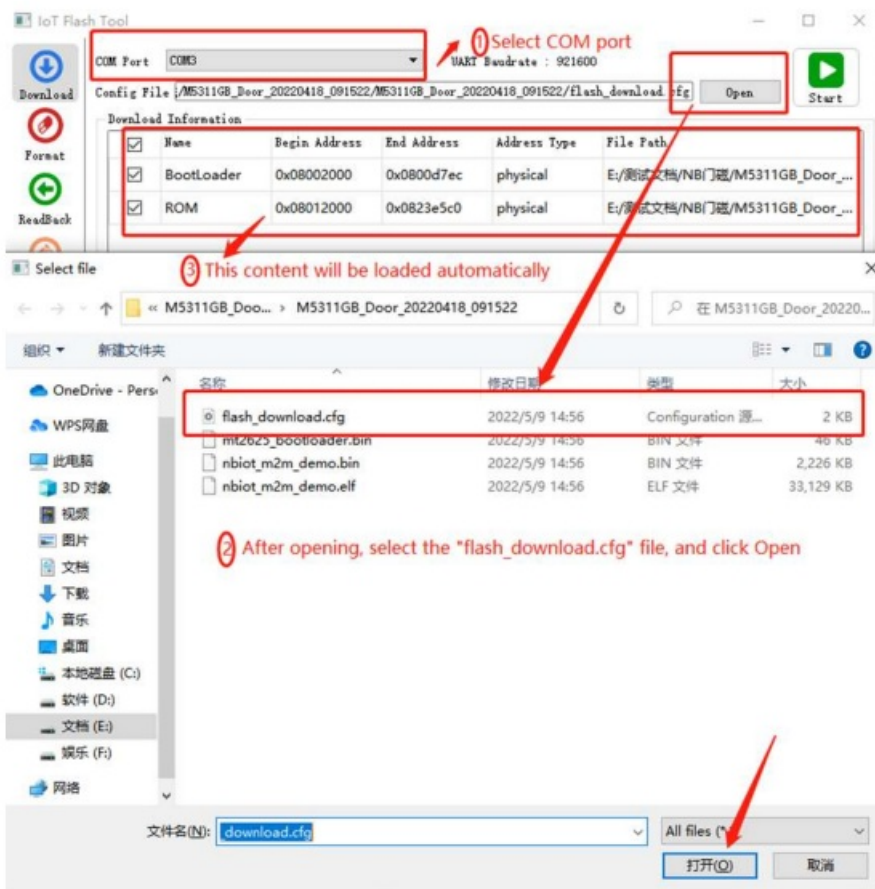 IoT Flash Tool
① Select COM port
COM Port COM3 UART Baudrate : 921600
Download
Config File :/M5311GB_Door_20220418_091522/M5311GB_Door_20220418_091522/flash_download.cfg Open
Start
Download Information
Name Begin Address End Address Address Type File Path
Format
BootLoader 0x08002000 0x0800d7ec physical E:/测试文档/NB门磁/M5311GB_Door_...
ROM 0x08012000 0x0823e5c0 physical E:/测试文档/NB门磁/M5311GB_Door_...
ReadBack
Select file
③ This content will be loaded automatically
« M5311GB_Doo... › M5311GB_Door_20220418_091522
在 M5311GB_Door_20220...
组织 新建文件夹
OneDrive - Perso
名称 修改日期 类型 大小
flash_download.cfg 2022/5/9 14:56 Configuration 源... 2 KB
WPS网盘
mt2625_bootloader.bin 2022/5/9 14:56 BIN 文件 46 KB
此电脑
nbiot_m2m_demo.bin 2022/5/9 14:56 BIN 文件 2,226 KB
3D 对象
nbiot_m2m_demo.elf 2022/5/9 14:56 ELF 文件 33,129 KB
视频
图片
② After opening, select the "flash_download.cfg" file, and click Open
文档
下载
音乐
桌面
本地磁盘 (C:)
软件 (D:)
文档 (E:)
娱乐 (F:)
网络
文件名(N): download.cfg All files (*
打开(O) 取消